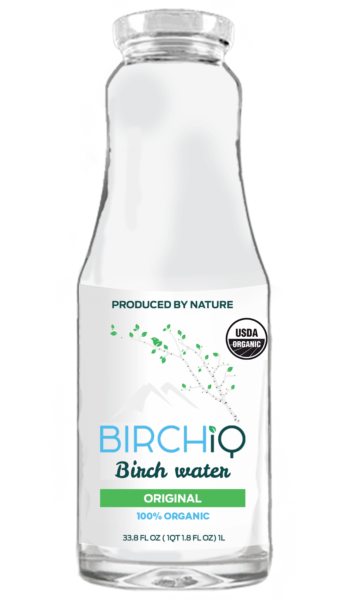 PRODUCED BY NATURE
USDA
ORGANIC
BIRCHiQ
Birch water
ORIGINAL
100% ORGANIC
33.8 FL OZ ( 1QT 1.8 FL OZ) 1L